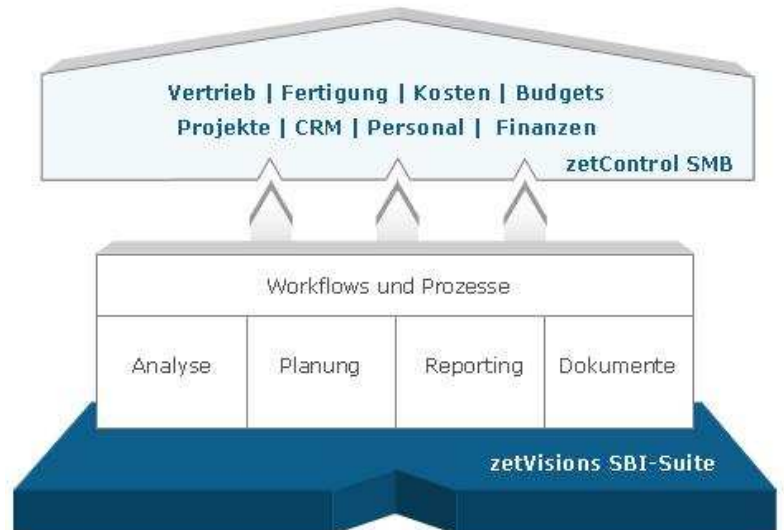 Vertrieb | Fertigung | Kosten | Budgets
Projekte | CRM | Personal | Finanzen
zetControl SMB
Workflows und Prozesse
Analyse
Planung
Reporting
Dokumente
zetVisions SBI-Suite